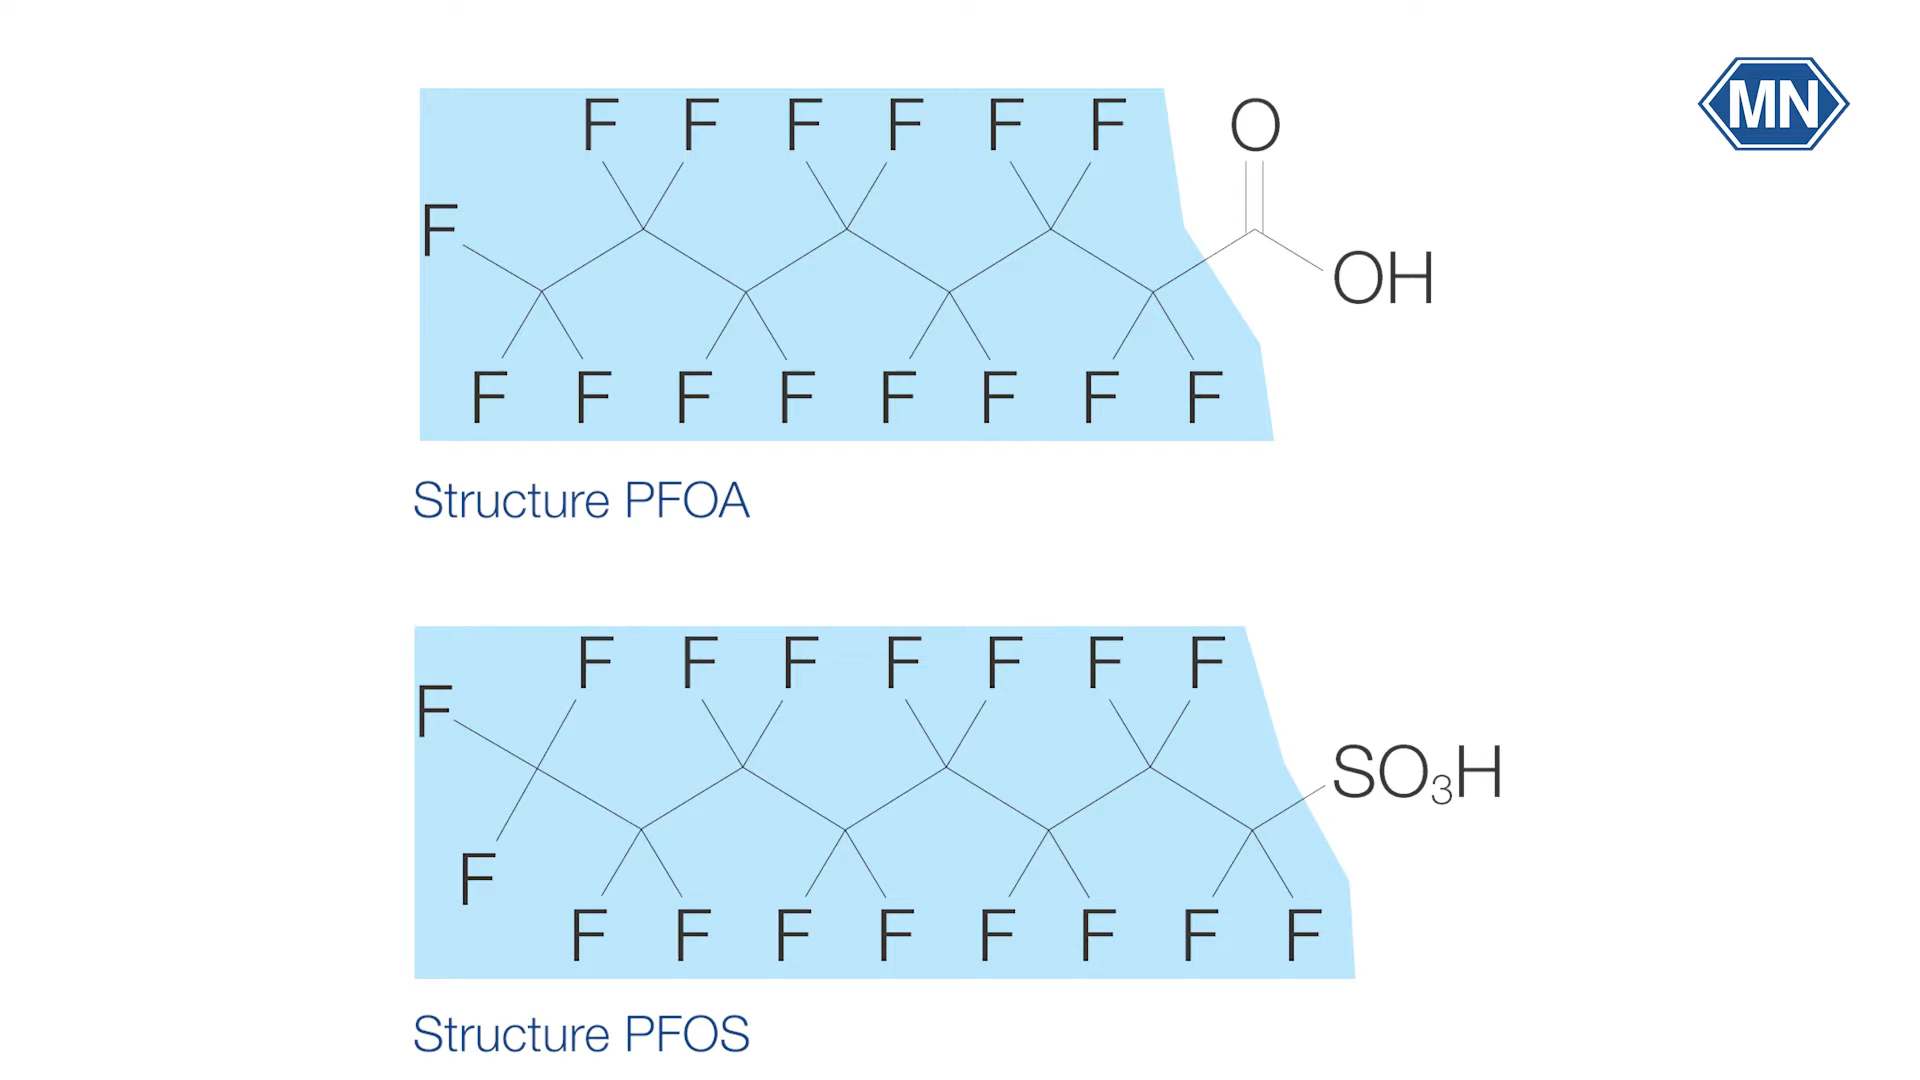 MN
F F F F F F O
F
OH
F F F F F F F F
Structure PFOA
F F F F F F F
F
SO₃H
F
F F F F F F F F
Structure PFOS